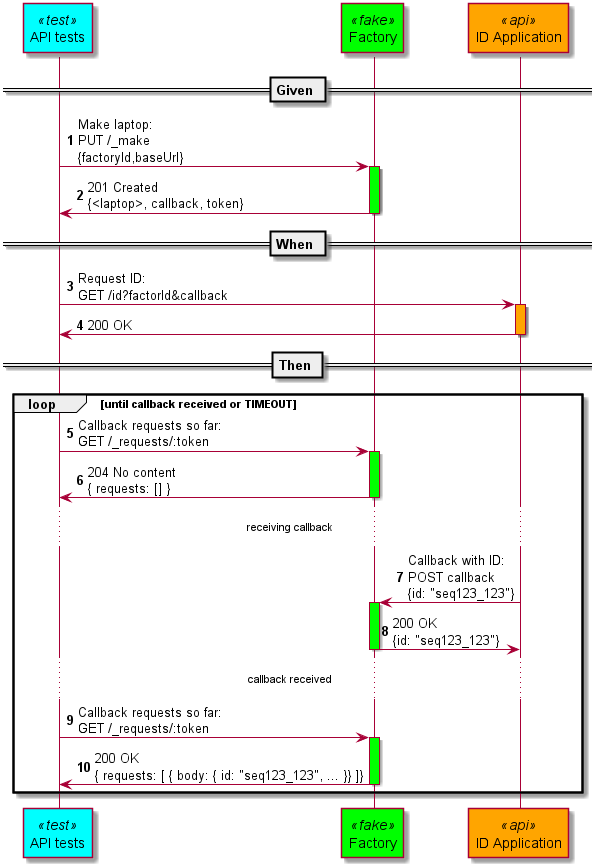 «test»
API tests
«fake»
Factory
«api»
ID Application
Given
Make laptop:
1 PUT /_make
{factoryId,baseUrl}
2 201 Created
{<laptop>, callback, token}
When
3 Request ID:
GET /id?factorId&callback
4 200 OK
Then
loop [until callback received or TIMEOUT]
5 Callback requests so far:
GET /_requests/:token
6 204 No content
{ requests: [] }
receiving callback
Callback with ID:
7 POST callback
{id: "seq123_123"}
8 200 OK
{id: "seq123_123"}
callback received
9 Callback requests so far:
GET /_requests/:token
10 200 OK
{ requests: [ { body: { id: "seq123_123", ... }} ]}
«test»
API tests
«fake»
Factory
«api»
ID Application